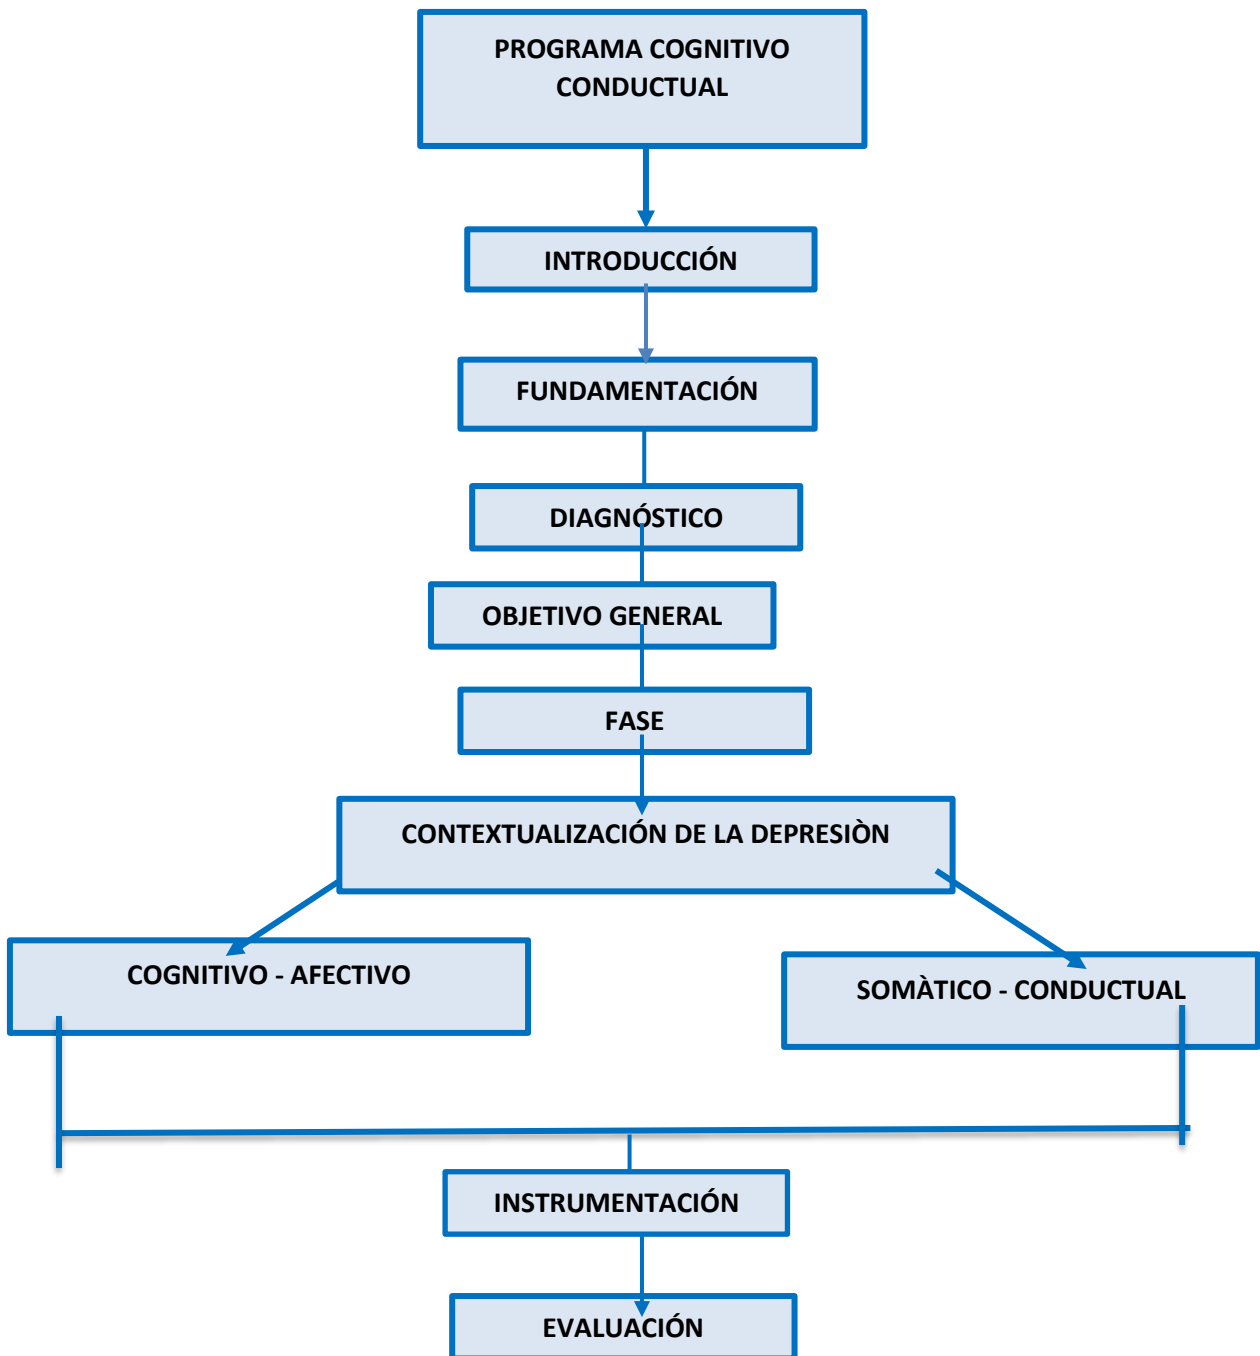 PROGRAMA COGNITIVO
CONDUCTUAL
INTRODUCCIÓN
FUNDAMENTACIÓN
DIAGNÓSTICO
OBJETIVO GENERAL
FASE
CONTEXTUALIZACIÓN DE LA DEPRESIÒN
COGNITIVO - AFECTIVO
SOMÀTICO - CONDUCTUAL
INSTRUMENTACIÓN
EVALUACIÓN